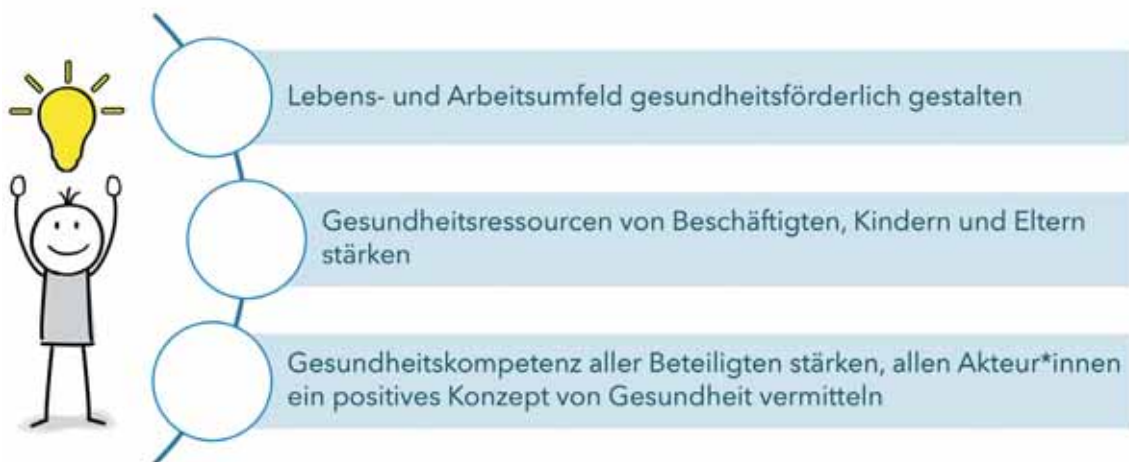 Lebens- und Arbeitsumfeld gesundheitsförderlich gestalten
Gesundheitsressourcen von Beschäftigten, Kindern und Eltern
stärken
Gesundheitskompetenz aller Beteiligten stärken, allen Akteur*innen
ein positives Konzept von Gesundheit vermitteln